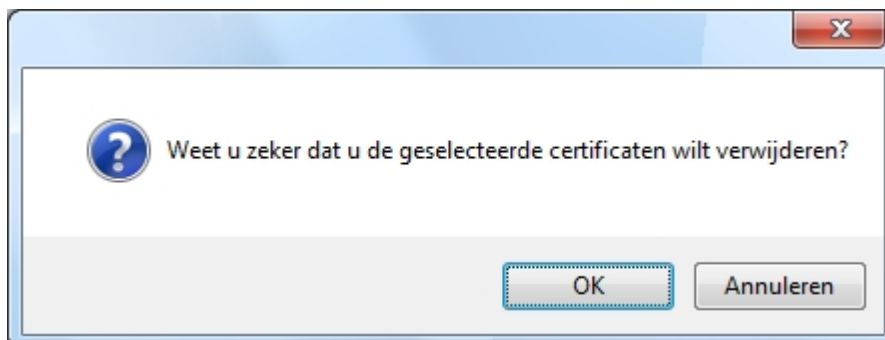 Weet u zeker dat u de geselecteerde certificaten wilt verwijderen?
OK
Annuleren